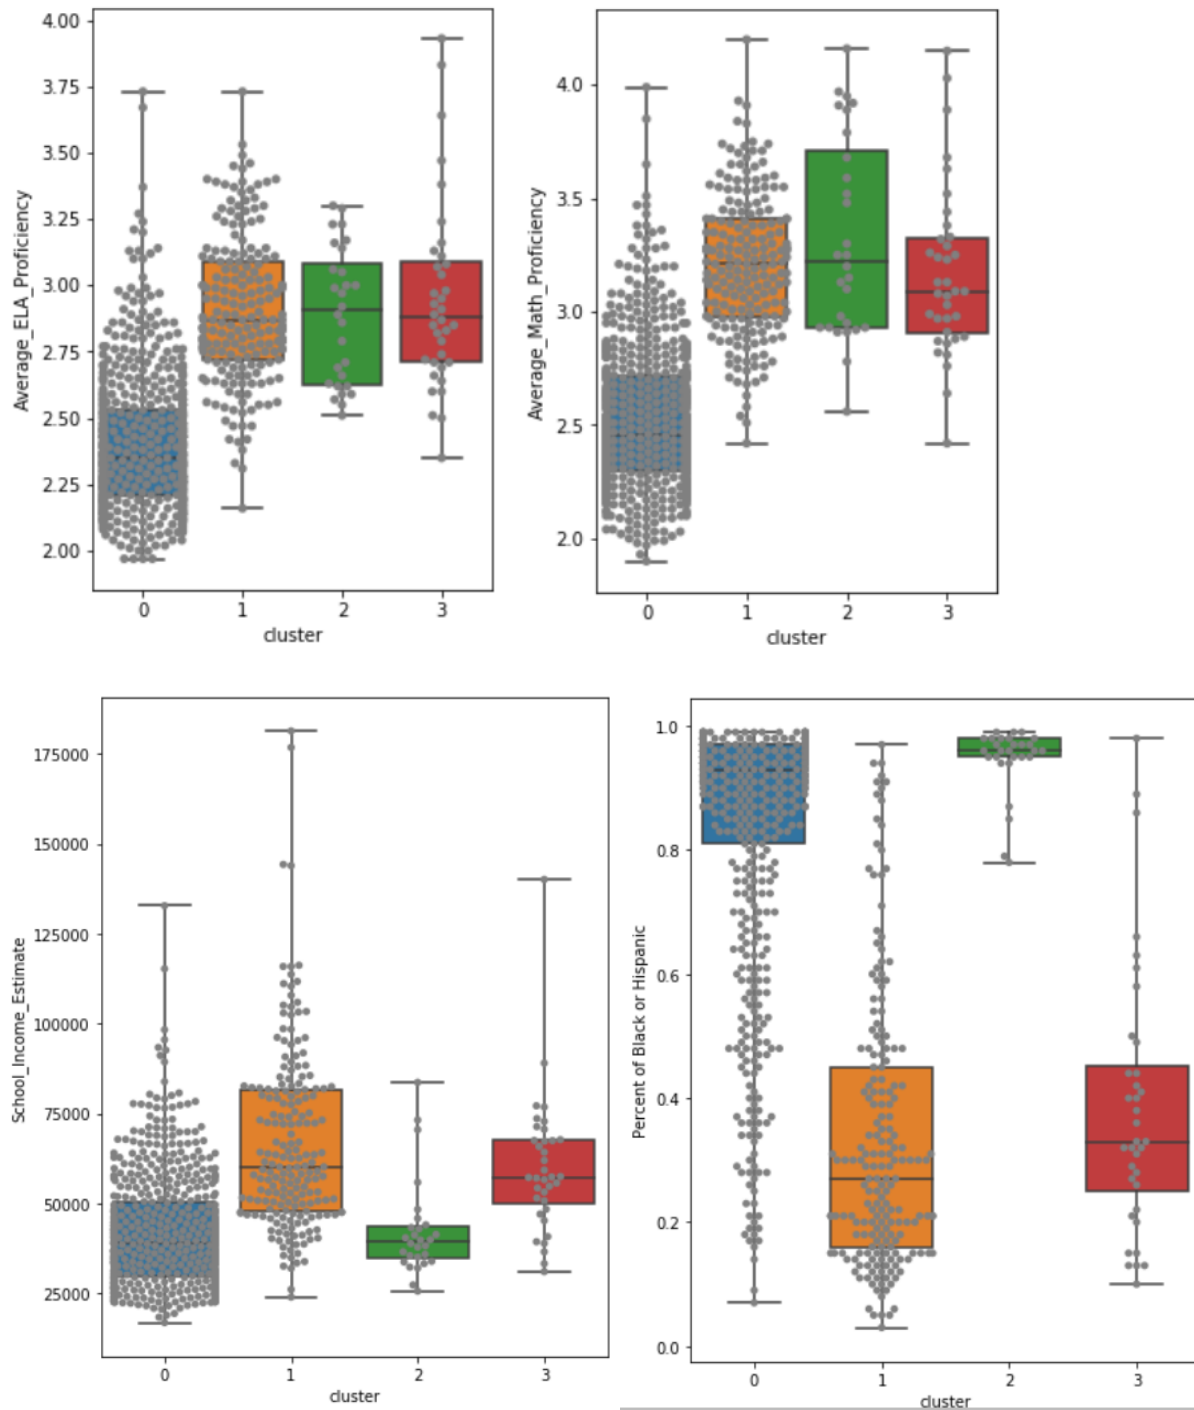 Average_ELA_Proficiency
4.00
3.75
3.50
3.25
3.00
2.75
2.50
2.25
2.00
0 1 2 3
cluster
Average_Math_Proficiency
4.0
3.5
3.0
2.5
2.0
0 1 2 3
cluster
School_Income_Estimate
175000
150000
125000
100000
75000
50000
25000
0 1 2 3
cluster
Percent of Black or Hispanic
1.0
0.8
0.6
0.4
0.2
0.0
0 1 2 3
cluster